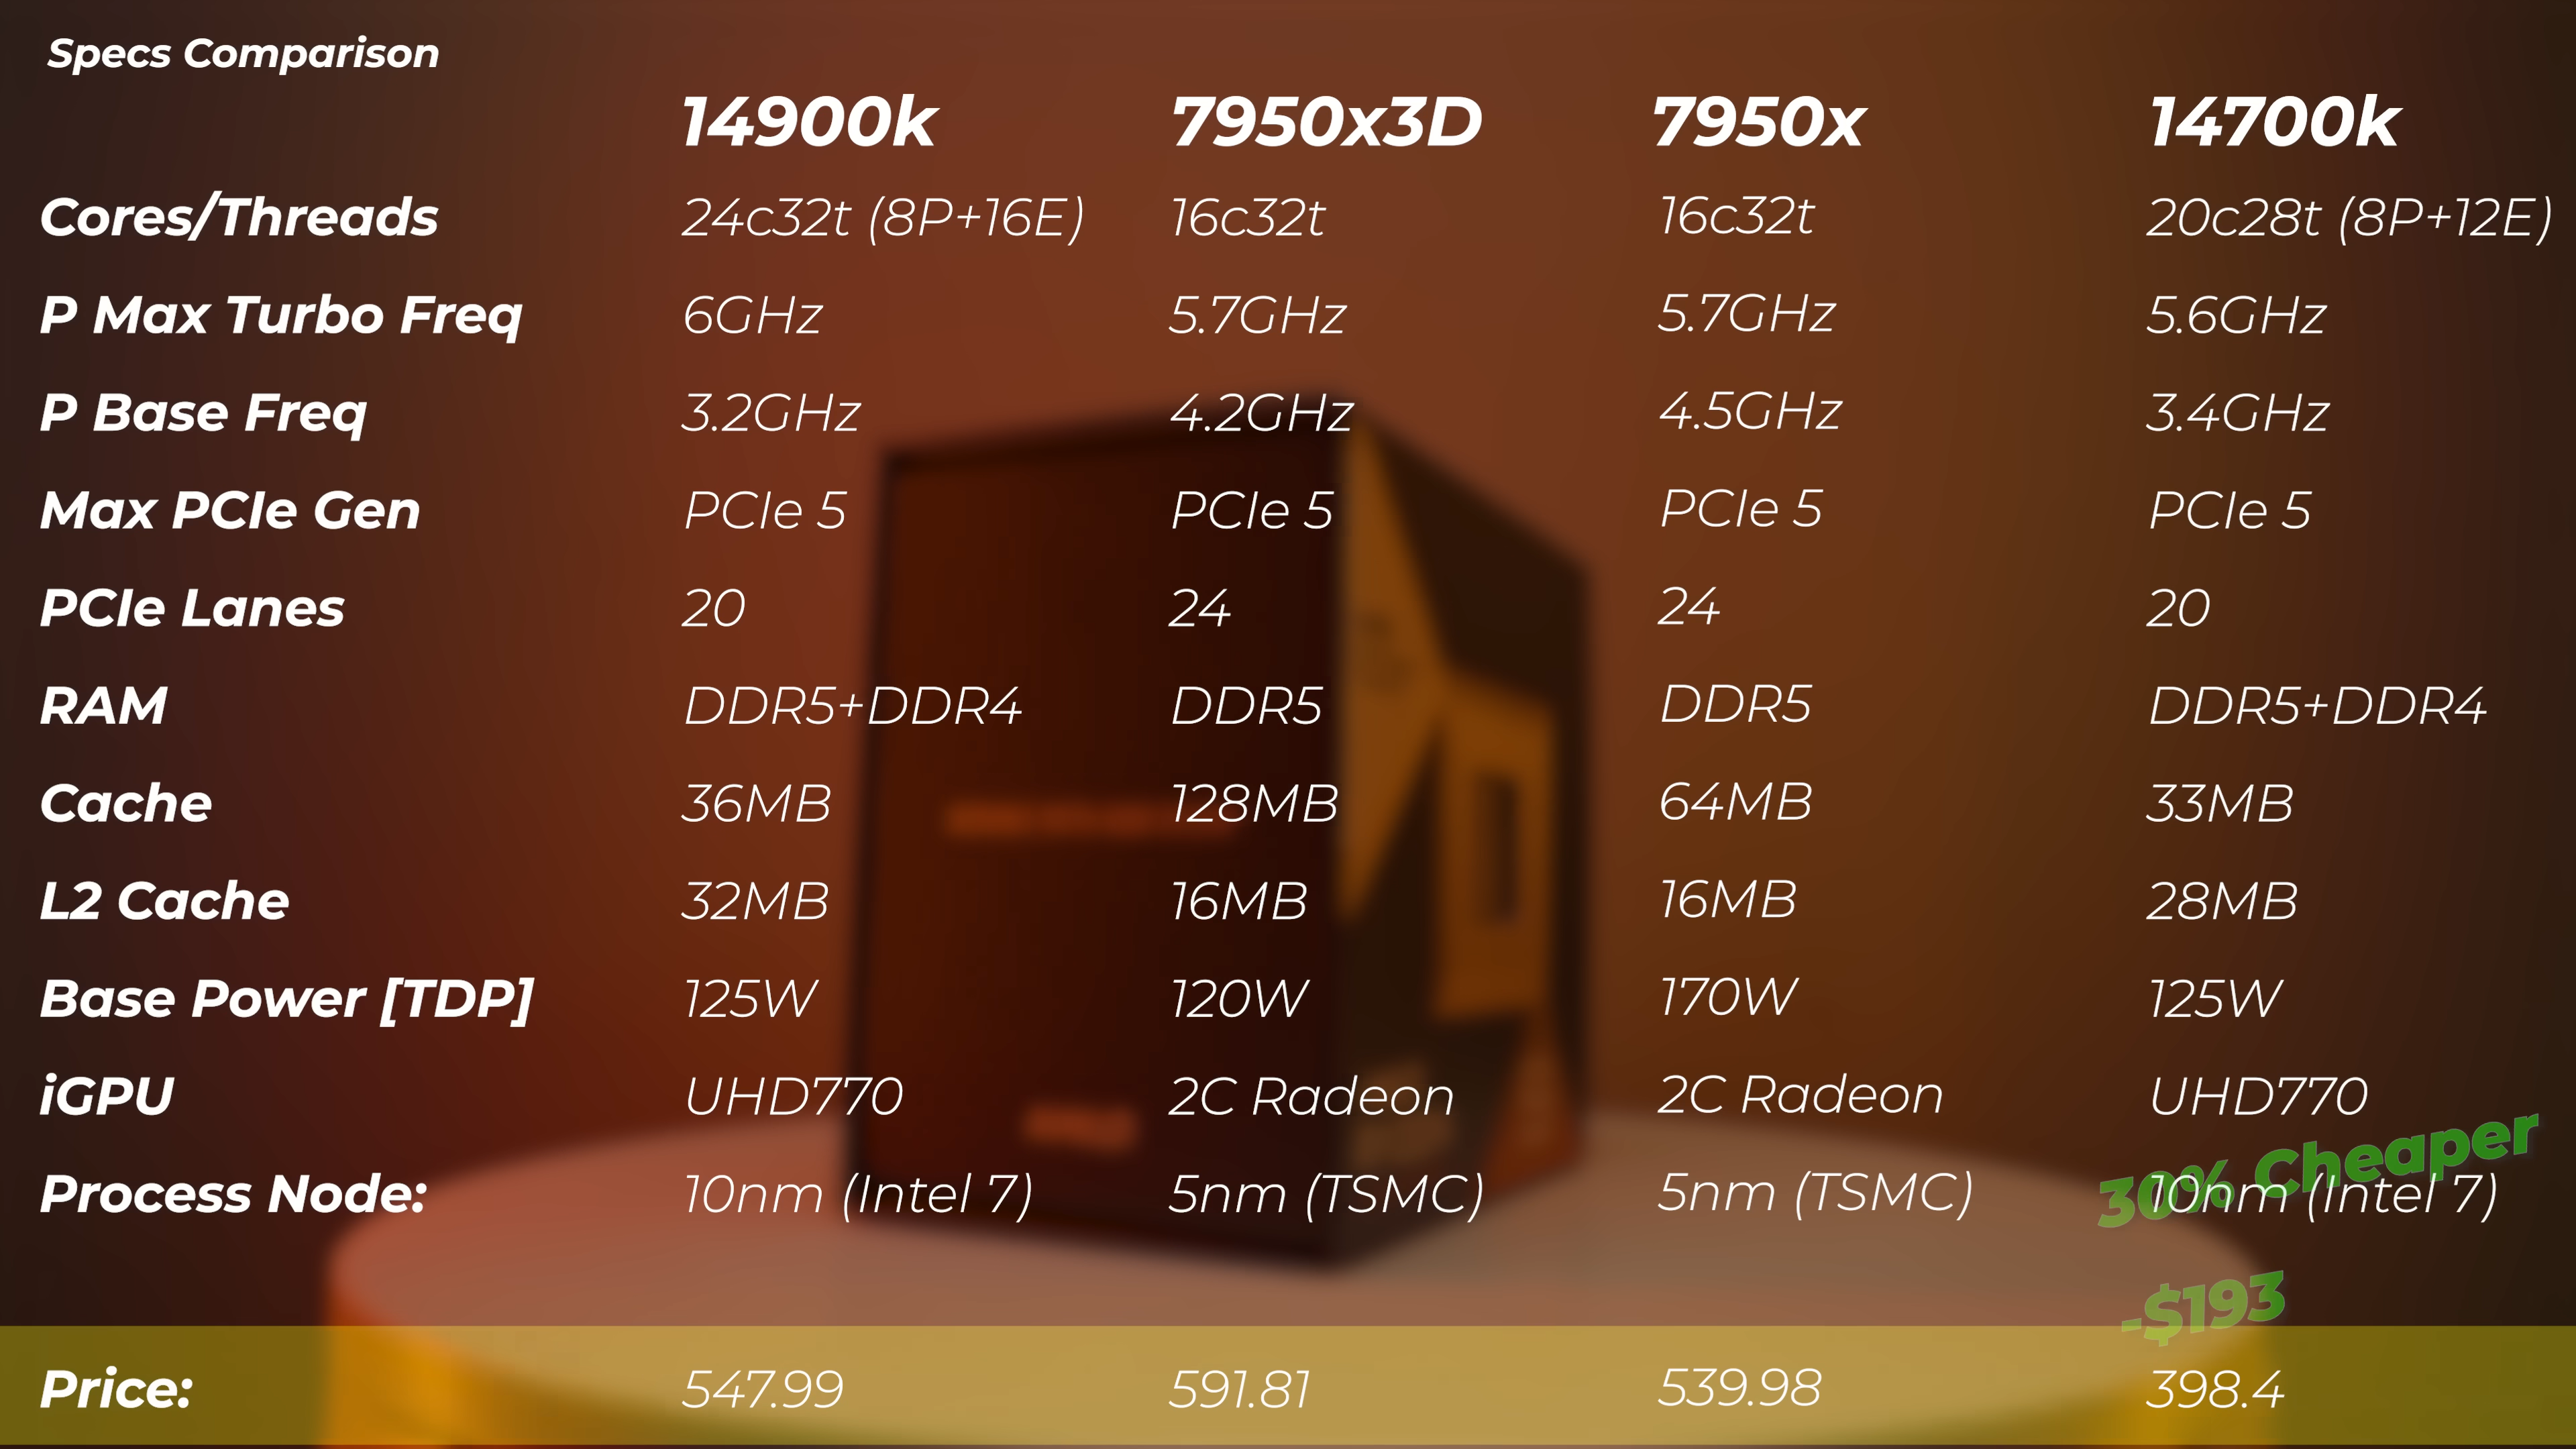 Specs Comparison
14900k 7950x3D 7950x 14700k
Cores/Threads 24c32t (8P+16E) 16c32t 16c32t 20c28t (8P+12E)
P Max Turbo Freq 6GHz 5.7GHz 5.7GHz 5.6GHz
P Base Freq 3.2GHz 4.2GHz 4.5GHz 3.4GHz
Max PCIe Gen PCIe 5 PCIe 5 PCIe 5 PCIe 5
PCIe Lanes 20 24 24 20
RAM DDR5+DDR4 DDR5 DDR5 DDR5+DDR4
Cache 36MB 128MB 64MB 33MB
L2 Cache 32MB 16MB 16MB 28MB
Base Power [TDP] 125W 120W 170W 125W
iGPU UHD770 2C Radeon 2C Radeon UHD770
30% Cheaper
Process Node: 10nm (Intel 7) 5nm (TSMC) 5nm (TSMC) 10nm (Intel 7)
-$193
Price: 547.99 591.81 539.98 398.4